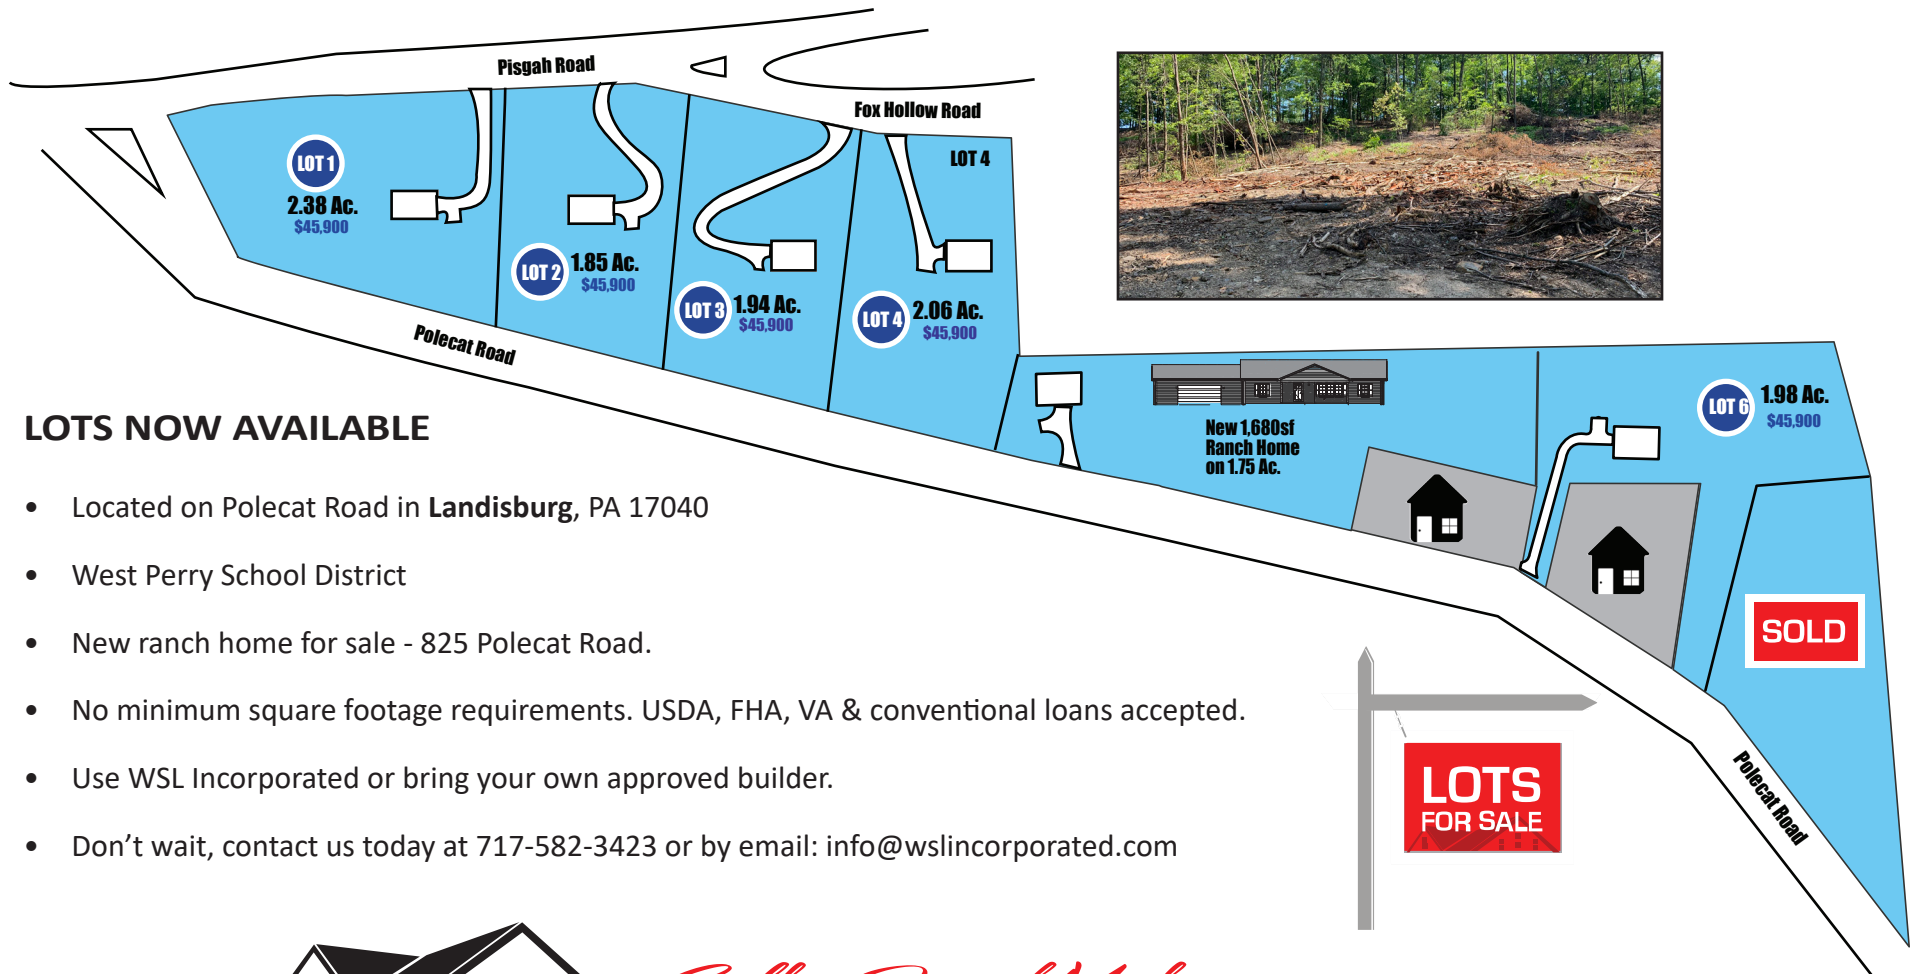 Pisgah Road
Fox Hollow Road
LOT 4
LOT 1
2.38 Ac.
$45,900
LOT 2
1.85 Ac.
$45,900
LOT 3
1.94 Ac.
$45,900
LOT 4
2.06 Ac.
$45,900
Polecat Road
New 1,680sf
Ranch Home
on 1.75 Ac.
LOT 6
1.98 Ac.
$45,900
SOLD
LOTS NOW AVAILABLE
• Located on Polecat Road in Landisburg, PA 17040
• West Perry School District
• New ranch home for sale - 825 Polecat Road.
• No minimum square footage requirements. USDA, FHA, VA & conventional loans accepted.
• Use WSL Incorporated or bring your own approved builder.
• Don't wait, contact us today at 717-582-3423 or by email: info@wslincorporated.com
LOTS
FOR SALE
Polecat Road